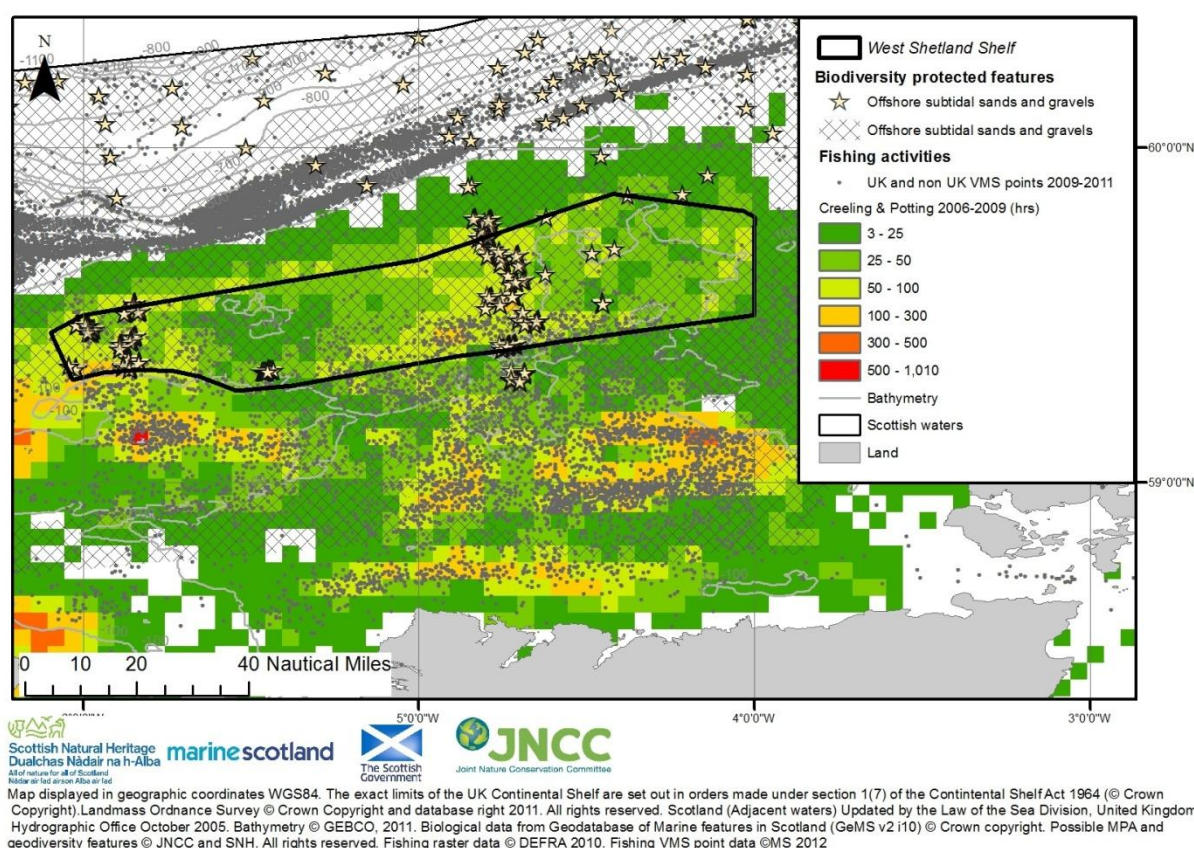 N
-1100
-800
-800
-100
-100
West Shetland Shelf
Biodiversity protected features
Offshore subtidal sands and gravels
Offshore subtidal sands and gravels
Fishing activities
UK and non UK VMS points 2009-2011
Creeling & Potting 2006-2009 (hrs)
3 - 25
25 - 50
50 - 100
100 - 300
300 - 500
500 - 1,010
Bathymetry
Scottish waters
Land
60°0'0"N
59°0'0"N
0 10 20 40 Nautical Miles
5°0'0"W 4°0'0"W 3°0'0"W
Scottish Natural Heritage
Dualchas Nàdair na h-Alba
All of nature for all of Scotland
Nàdar air fad airson Alba air fad
marinescotland
The Scottish
Government
JNCC
Joint Nature Conservation Committee
Map displayed in geographic coordinates WGS84. The exact limits of the UK Continental Shelf are set out in orders made under section 1(7) of the Contintental Shelf Act 1964 (© Crown
Copyright).Landmass Ordnance Survey © Crown Copyright and database right 2011. All rights reserved. Scotland (Adjacent waters) Updated by the Law of the Sea Division, United Kingdom
Hydrographic Office October 2005. Bathymetry © GEBCO, 2011. Biological data from Geodatabase of Marine features in Scotland (GeMS v2 i10) © Crown copyright. Possible MPA and
geodiversity features © JNCC and SNH. All rights reserved. Fishing raster data © DEFRA 2010. Fishing VMS point data ©MS 2012